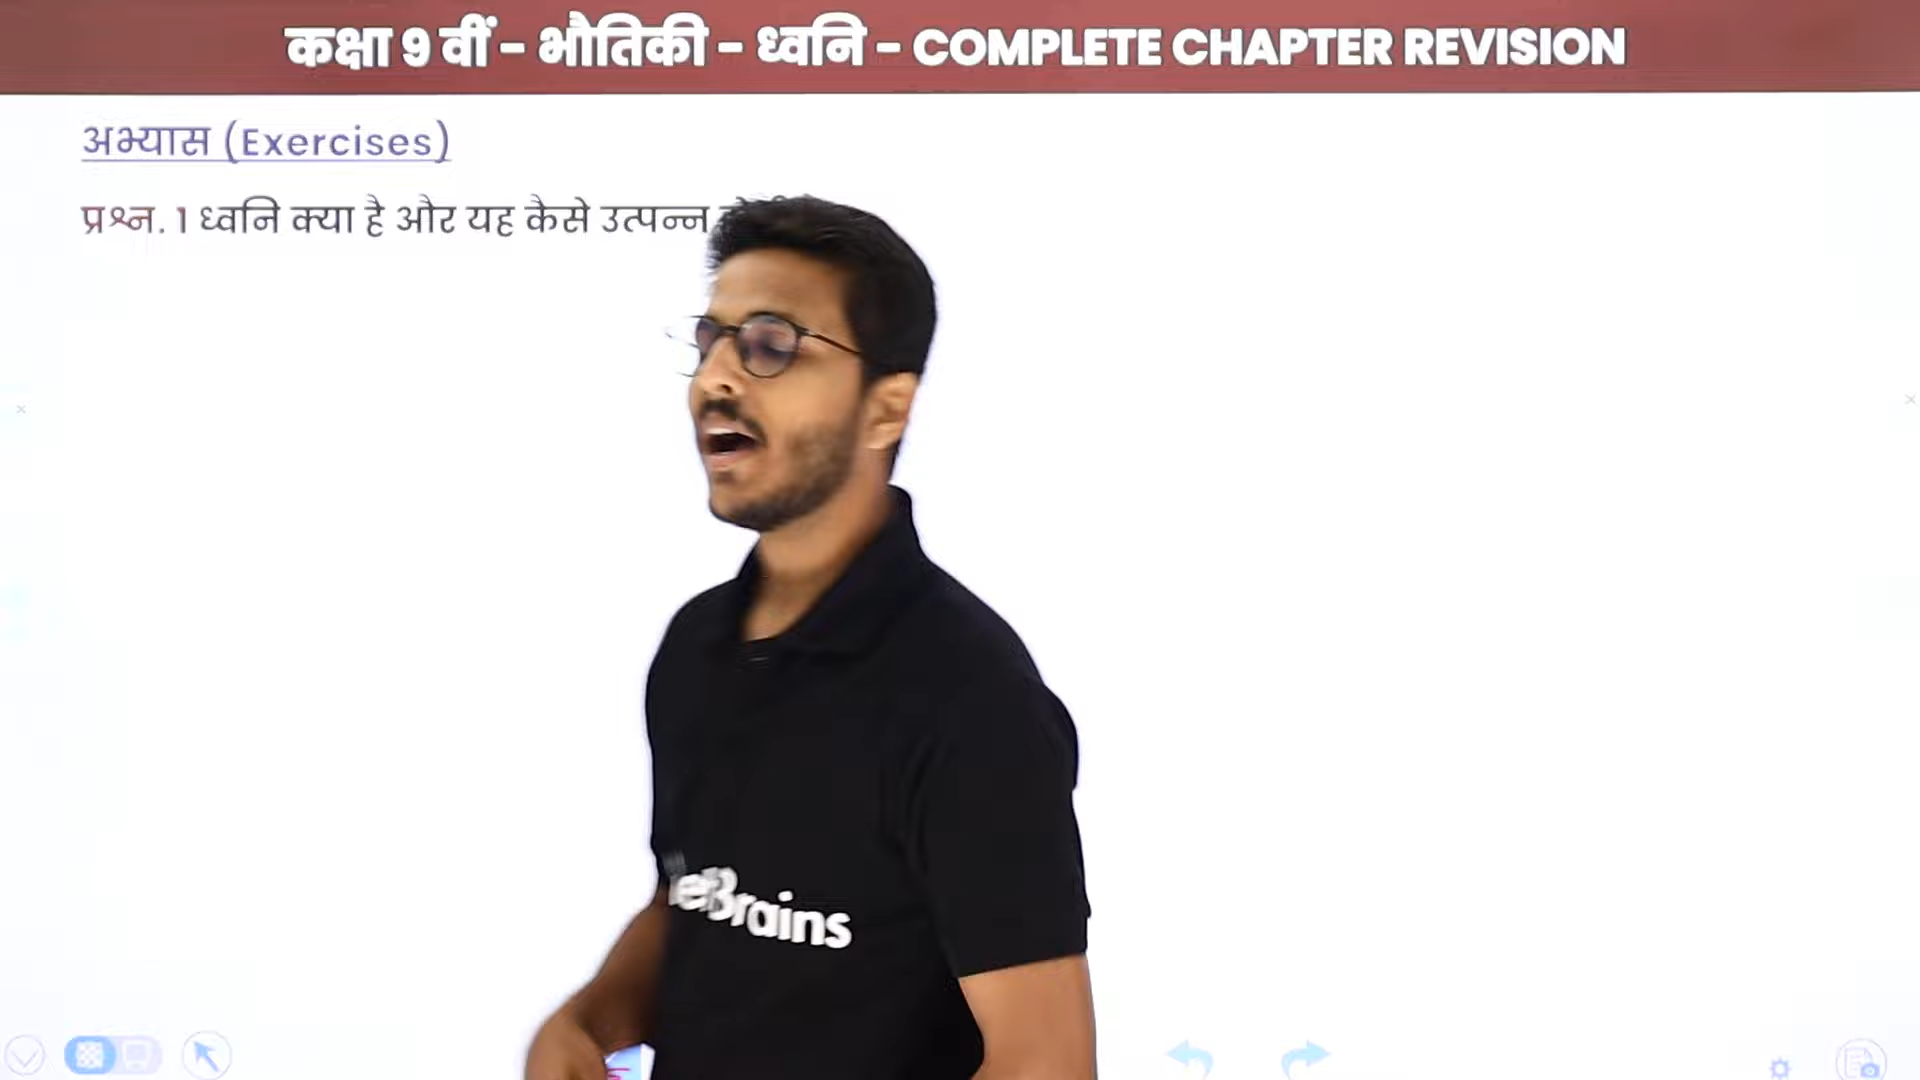 कक्षा 9 वीं - भौतिकी - ध्वनि - COMPLETE CHAPTER REVISION
अभ्यास (Exercises)
प्रश्न. 1 ध्वनि क्या है और यह कैसे उत्पन्न
Brains